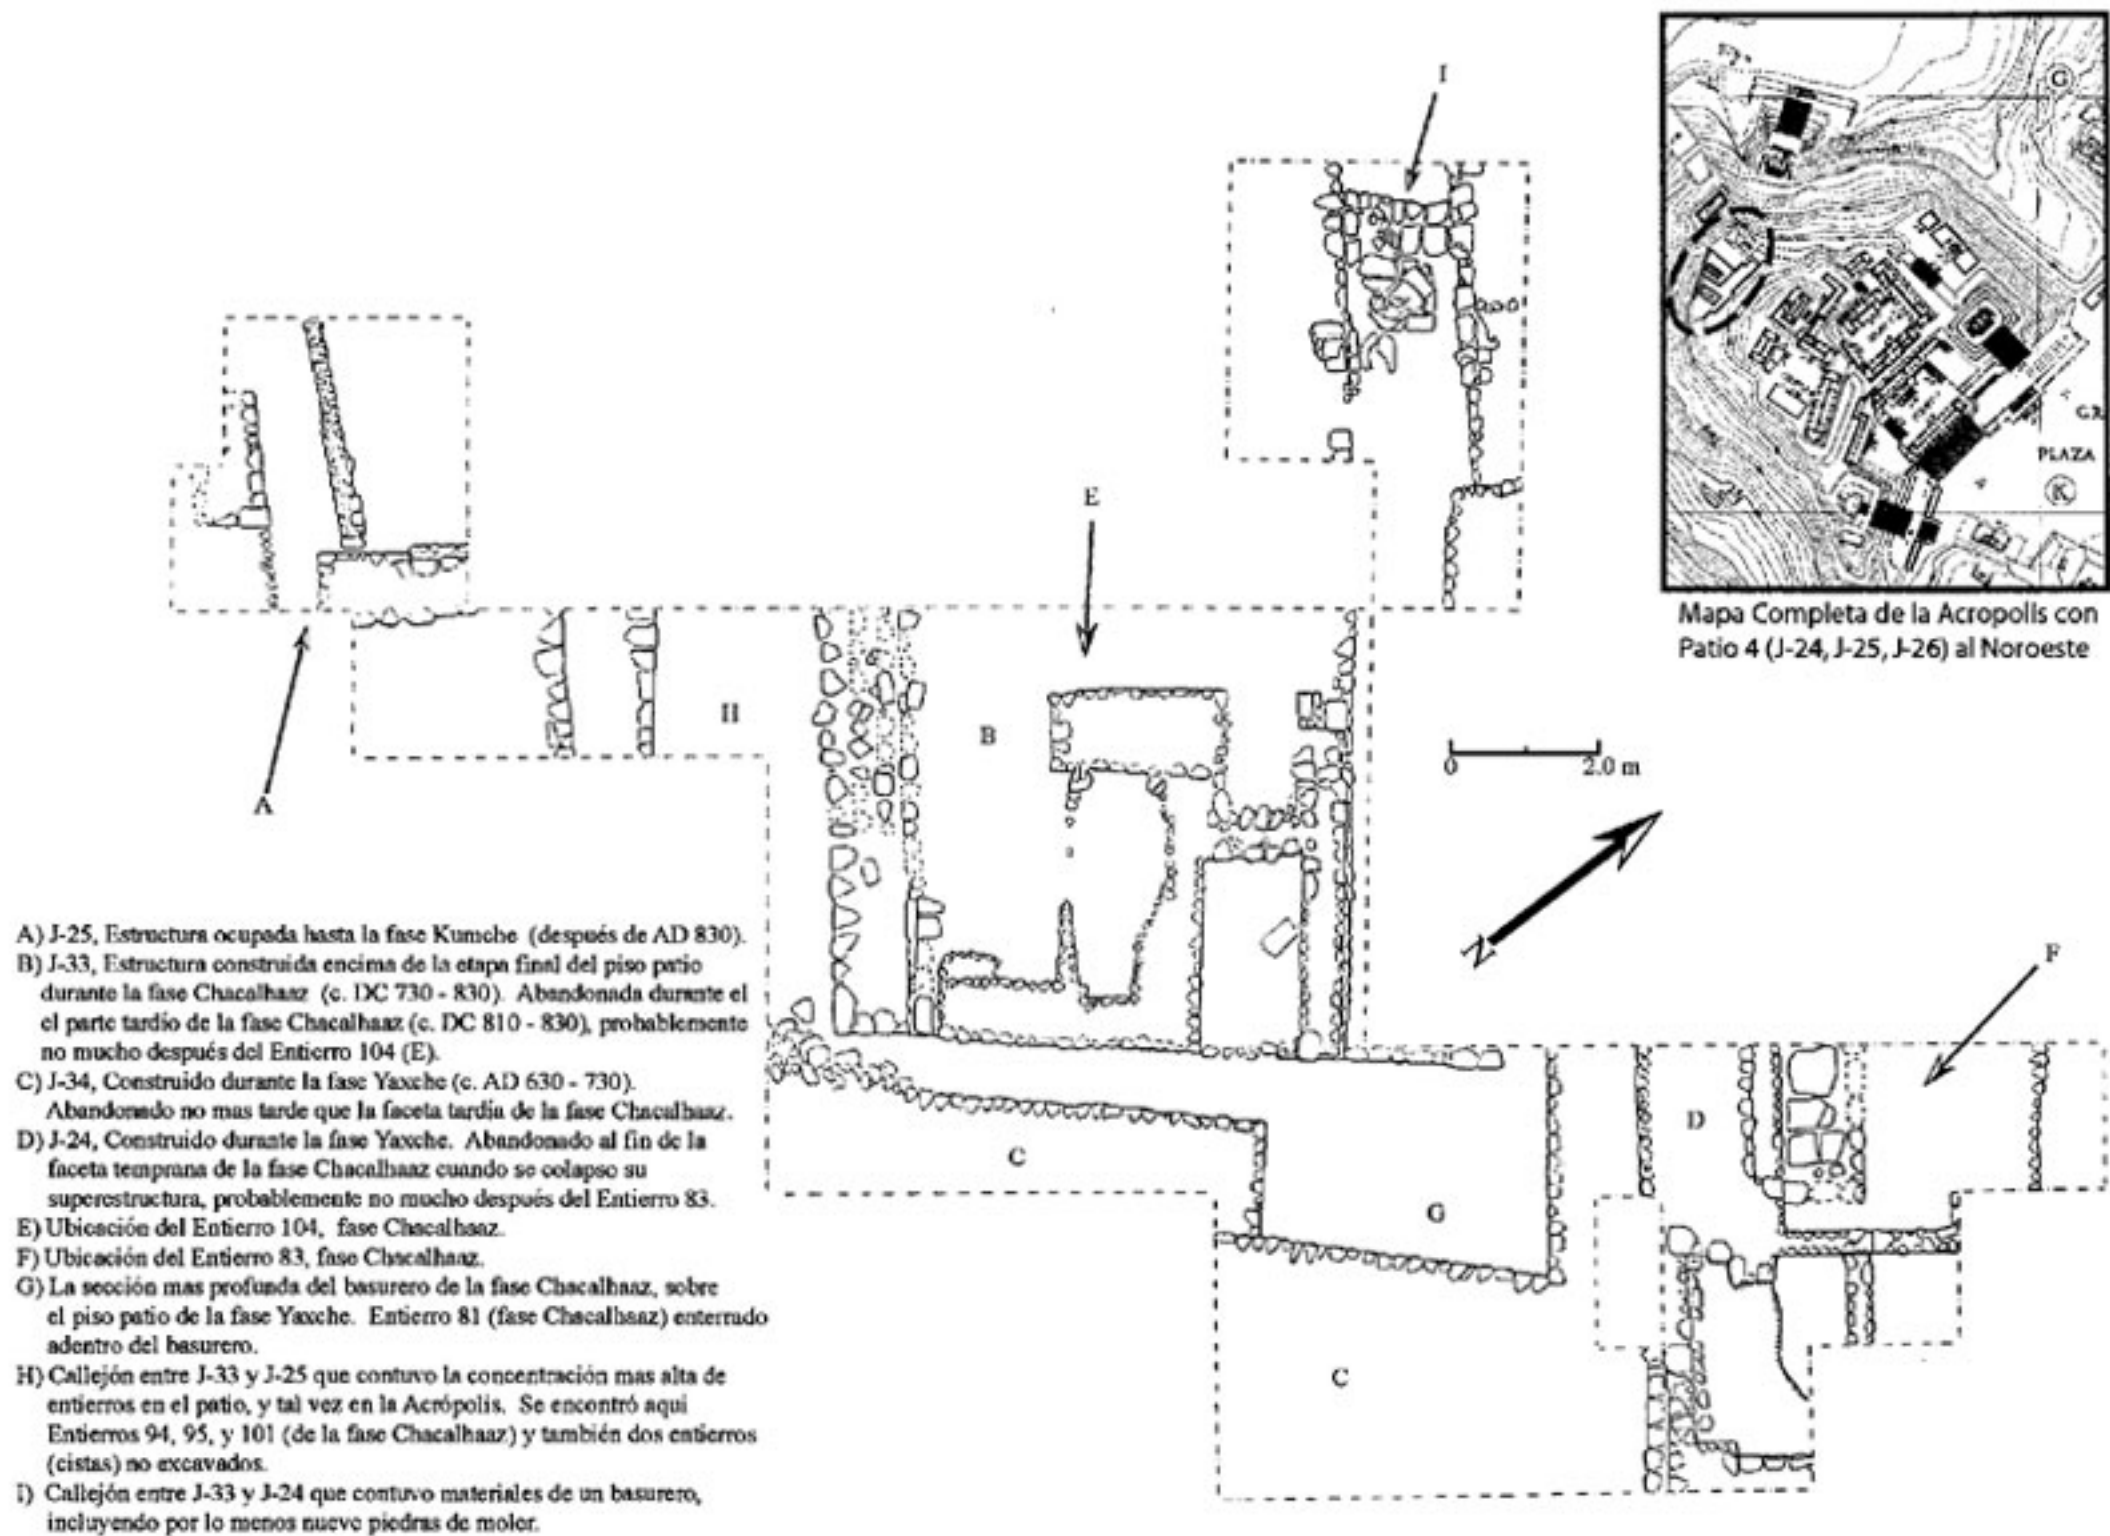 I
G
E
PLAZA
K
Mapa Completa de la Acropolis con
Patio 4 (J-24, J-25, J-26) al Noroeste
H
B
0 2.0 m
A
N
F
A) J-25, Estructura ocupada hasta la fase Kumche (después de AD 830).
B) J-33, Estructura construida encima de la etapa final del piso patio
durante la fase Chacalhaaz (c. DC 730 - 830). Abandonada durante el
el parte tardio de la fase Chacalhaaz (c. DC 810 - 830), probablemente
no mucho después del Entierro 104 (E).
C) J-34, Construido durante la fase Yaxche (c. AD 630 - 730).
Abandonado no mas tarde que la faceta tardía de la fase Chacalhaaz.
D) J-24, Construido durante la fase Yaxche. Abandonado al fin de la
faceta temprana de la fase Chacalhaaz cuando se colapso su
superestructura, probablemente no mucho después del Entierro 83.
E) Ubicación del Entierro 104, fase Chacalhaaz.
F) Ubicación del Entierro 83, fase Chacalhaaz.
G) La sección mas profunda del basurero de la fase Chacalhaaz, sobre
el piso patio de la fase Yaxche. Entierro 81 (fase Chacalhaaz) enterrado
adentro del basurero.
H) Callejón entre J-33 y J-25 que contuvo la concentración mas alta de
entierros en el patio, y tal vez en la Acrópolis. Se encontró aqui
Entierros 94, 95, y 101 (de la fase Chacalhaaz) y también dos entierros
(cistas) no excavados.
I) Callejón entre J-33 y J-24 que contuvo materiales de un basurero,
incluyendo por lo menos nueve piedras de moler.
D
C
G
C